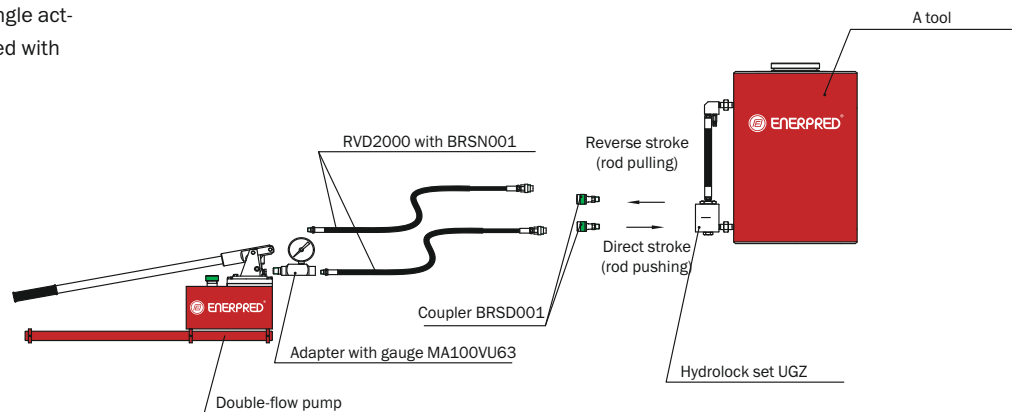 ngle act-
ed with
A tool
ENERPRED®
RVD2000 with BRSN001
Reverse stroke
(rod pulling)
Direct stroke
(rod pushing)
ENERPRED®
Coupler BRSD001
Adapter with gauge MA100VU63
Hydrolock set UGZ
Double-flow pump